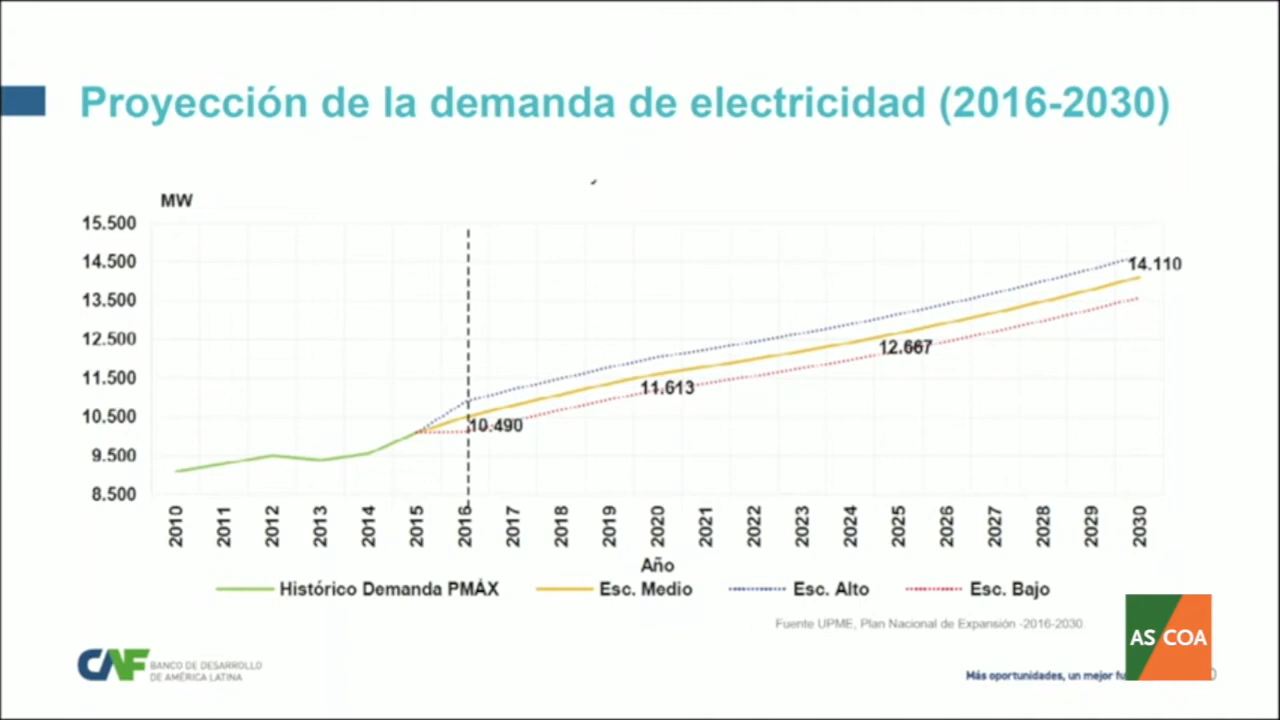 Proyección de la demanda de electricidad (2016-2030)
MW
15.500
14.500
13.500
12.500
11.500
10.500
9.500
8.500
14.110
12.667
11.613
10.490
2010 2011 2012 2013 2014 2015 2016 2017 2018 2019 2020 2021 2022 2023 2024 2025 2026 2027 2028 2029 2030
Año
Histórico Demanda PMÁX Esc. Medio Esc. Alto Esc. Bajo
Fuente UPME, Plan Nacional de Expansión -2016-2030.
AS COA
CAF BANCO DE DESARROLLO
DE AMÉRICA LATINA
Más oportunidades, un mejor